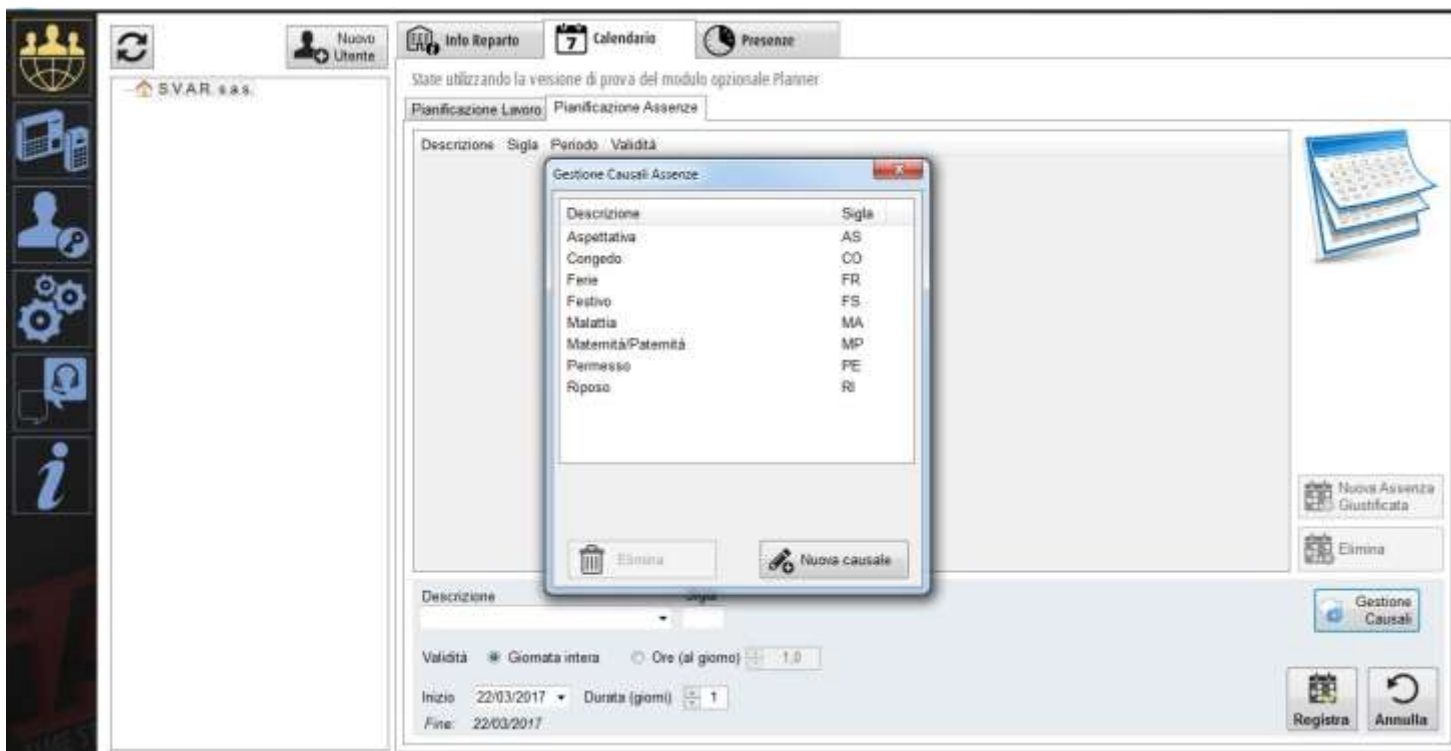 Nuovo
Utente
Info Reparto
7 Calendario
Presenze
S.V.A.R. s.a.s.
State utilizzando la versione di prova del modulo opzionale Planner
Pianificazione Lavoro Pianificazione Assenze
Descrizione Sigla Periodo Validità
Gestione Causali Assenze
Descrizione Sigla
Aspettativa AS
Congedo CO
Ferie FR
Festivo FS
Malattia MA
Maternità/Paternità MP
Permesso PE
Riposo RI
Elimina
Nuova causale
Nuova Assenza
Giustificata
Elimina
Descrizione Sigla
Gestione
Causali
Validità Giornata intera Ore (al giorno) 1,0
Inizio 22/03/2017 Durata (giorni) 1
Fine: 22/03/2017
Registra
Annulla